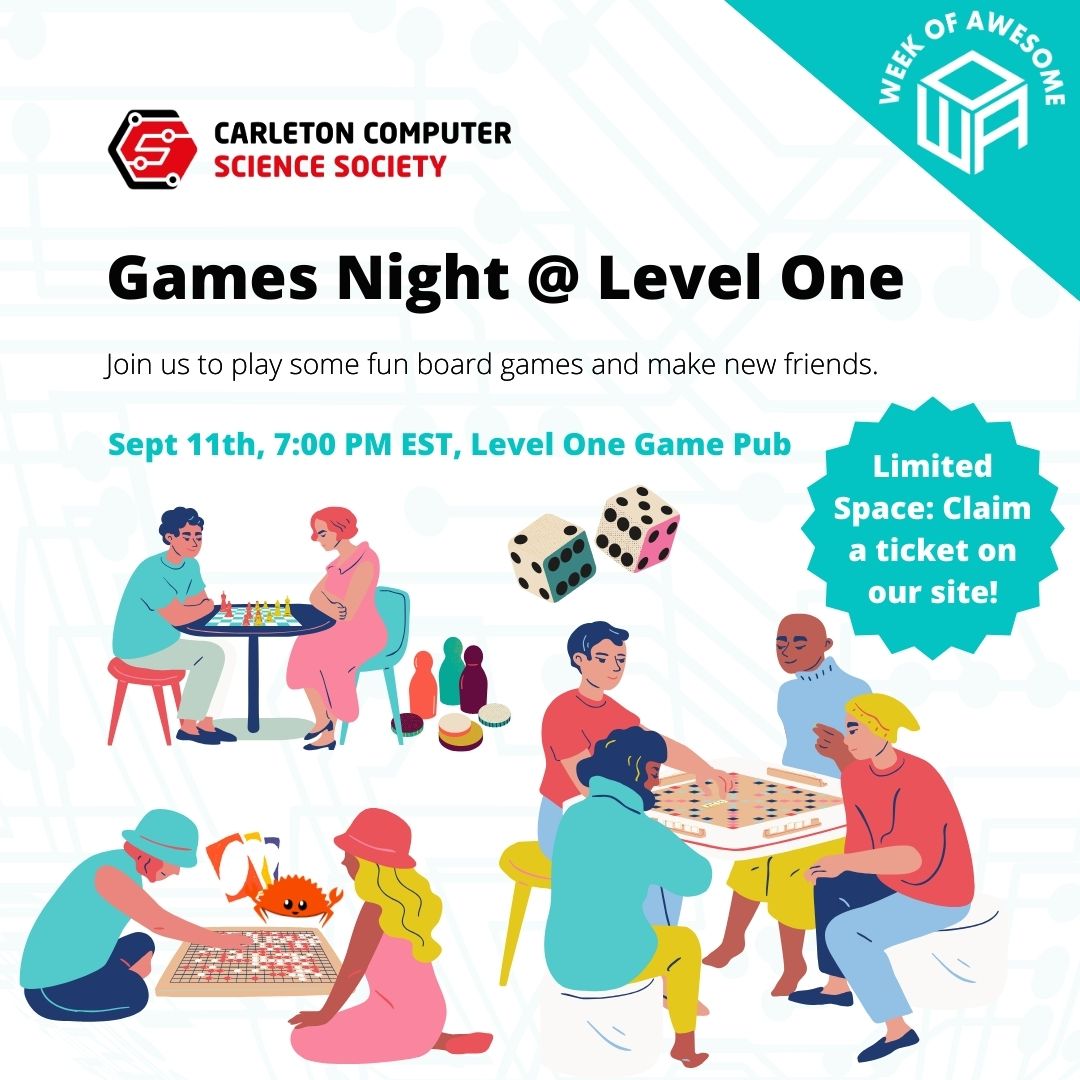 WEEK OF AWESOME
WOA
CARLETON COMPUTER
SCIENCE SOCIETY
Games Night @ Level One
Join us to play some fun board games and make new friends.
Sept 11th, 7:00 PM EST, Level One Game Pub
Limited
Space: Claim
a ticket on
our site!